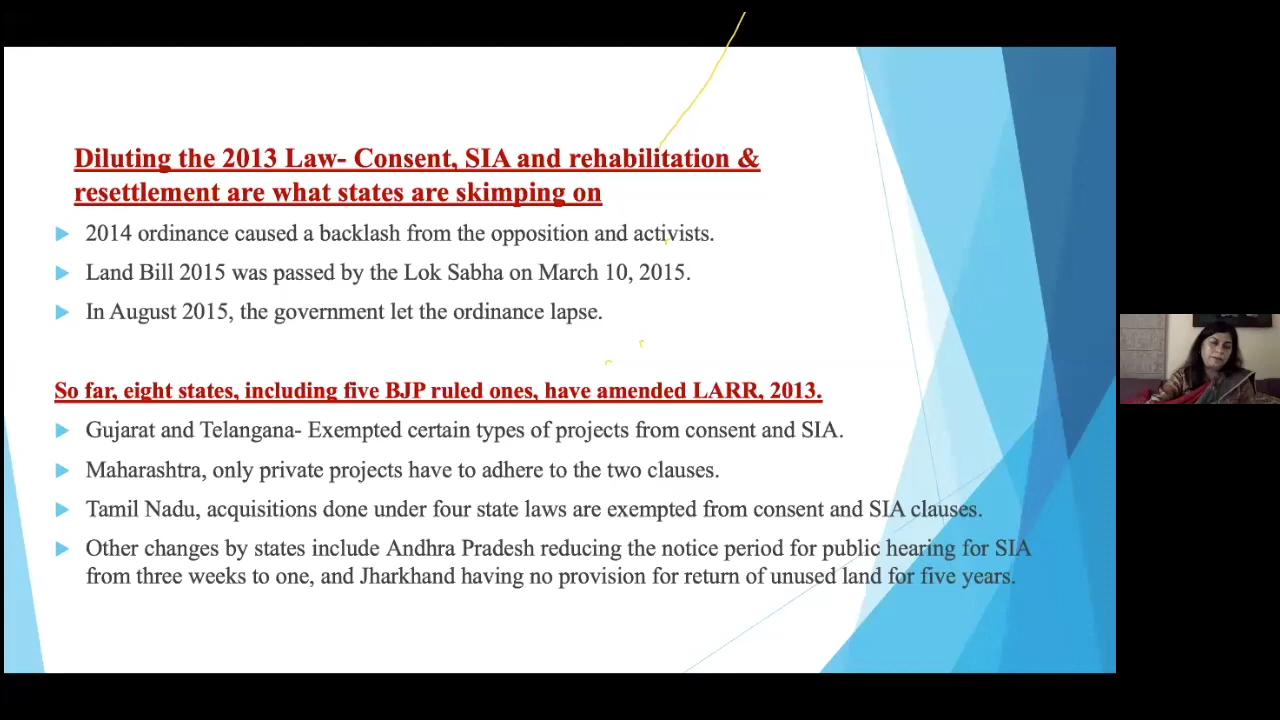 Diluting the 2013 Law- Consent, SIA and rehabilitation &
resettlement are what states are skimping on
2014 ordinance caused a backlash from the opposition and activists.
Land Bill 2015 was passed by the Lok Sabha on March 10, 2015.
In August 2015, the government let the ordinance lapse.
So far, eight states, including five BJP ruled ones, have amended LARR, 2013.
Gujarat and Telangana- Exempted certain types of projects from consent and SIA.
Maharashtra, only private projects have to adhere to the two clauses.
Tamil Nadu, acquisitions done under four state laws are exempted from consent and SIA clauses.
Other changes by states include Andhra Pradesh reducing the notice period for public hearing for SIA
from three weeks to one, and Jharkhand having no provision for return of unused land for five years.